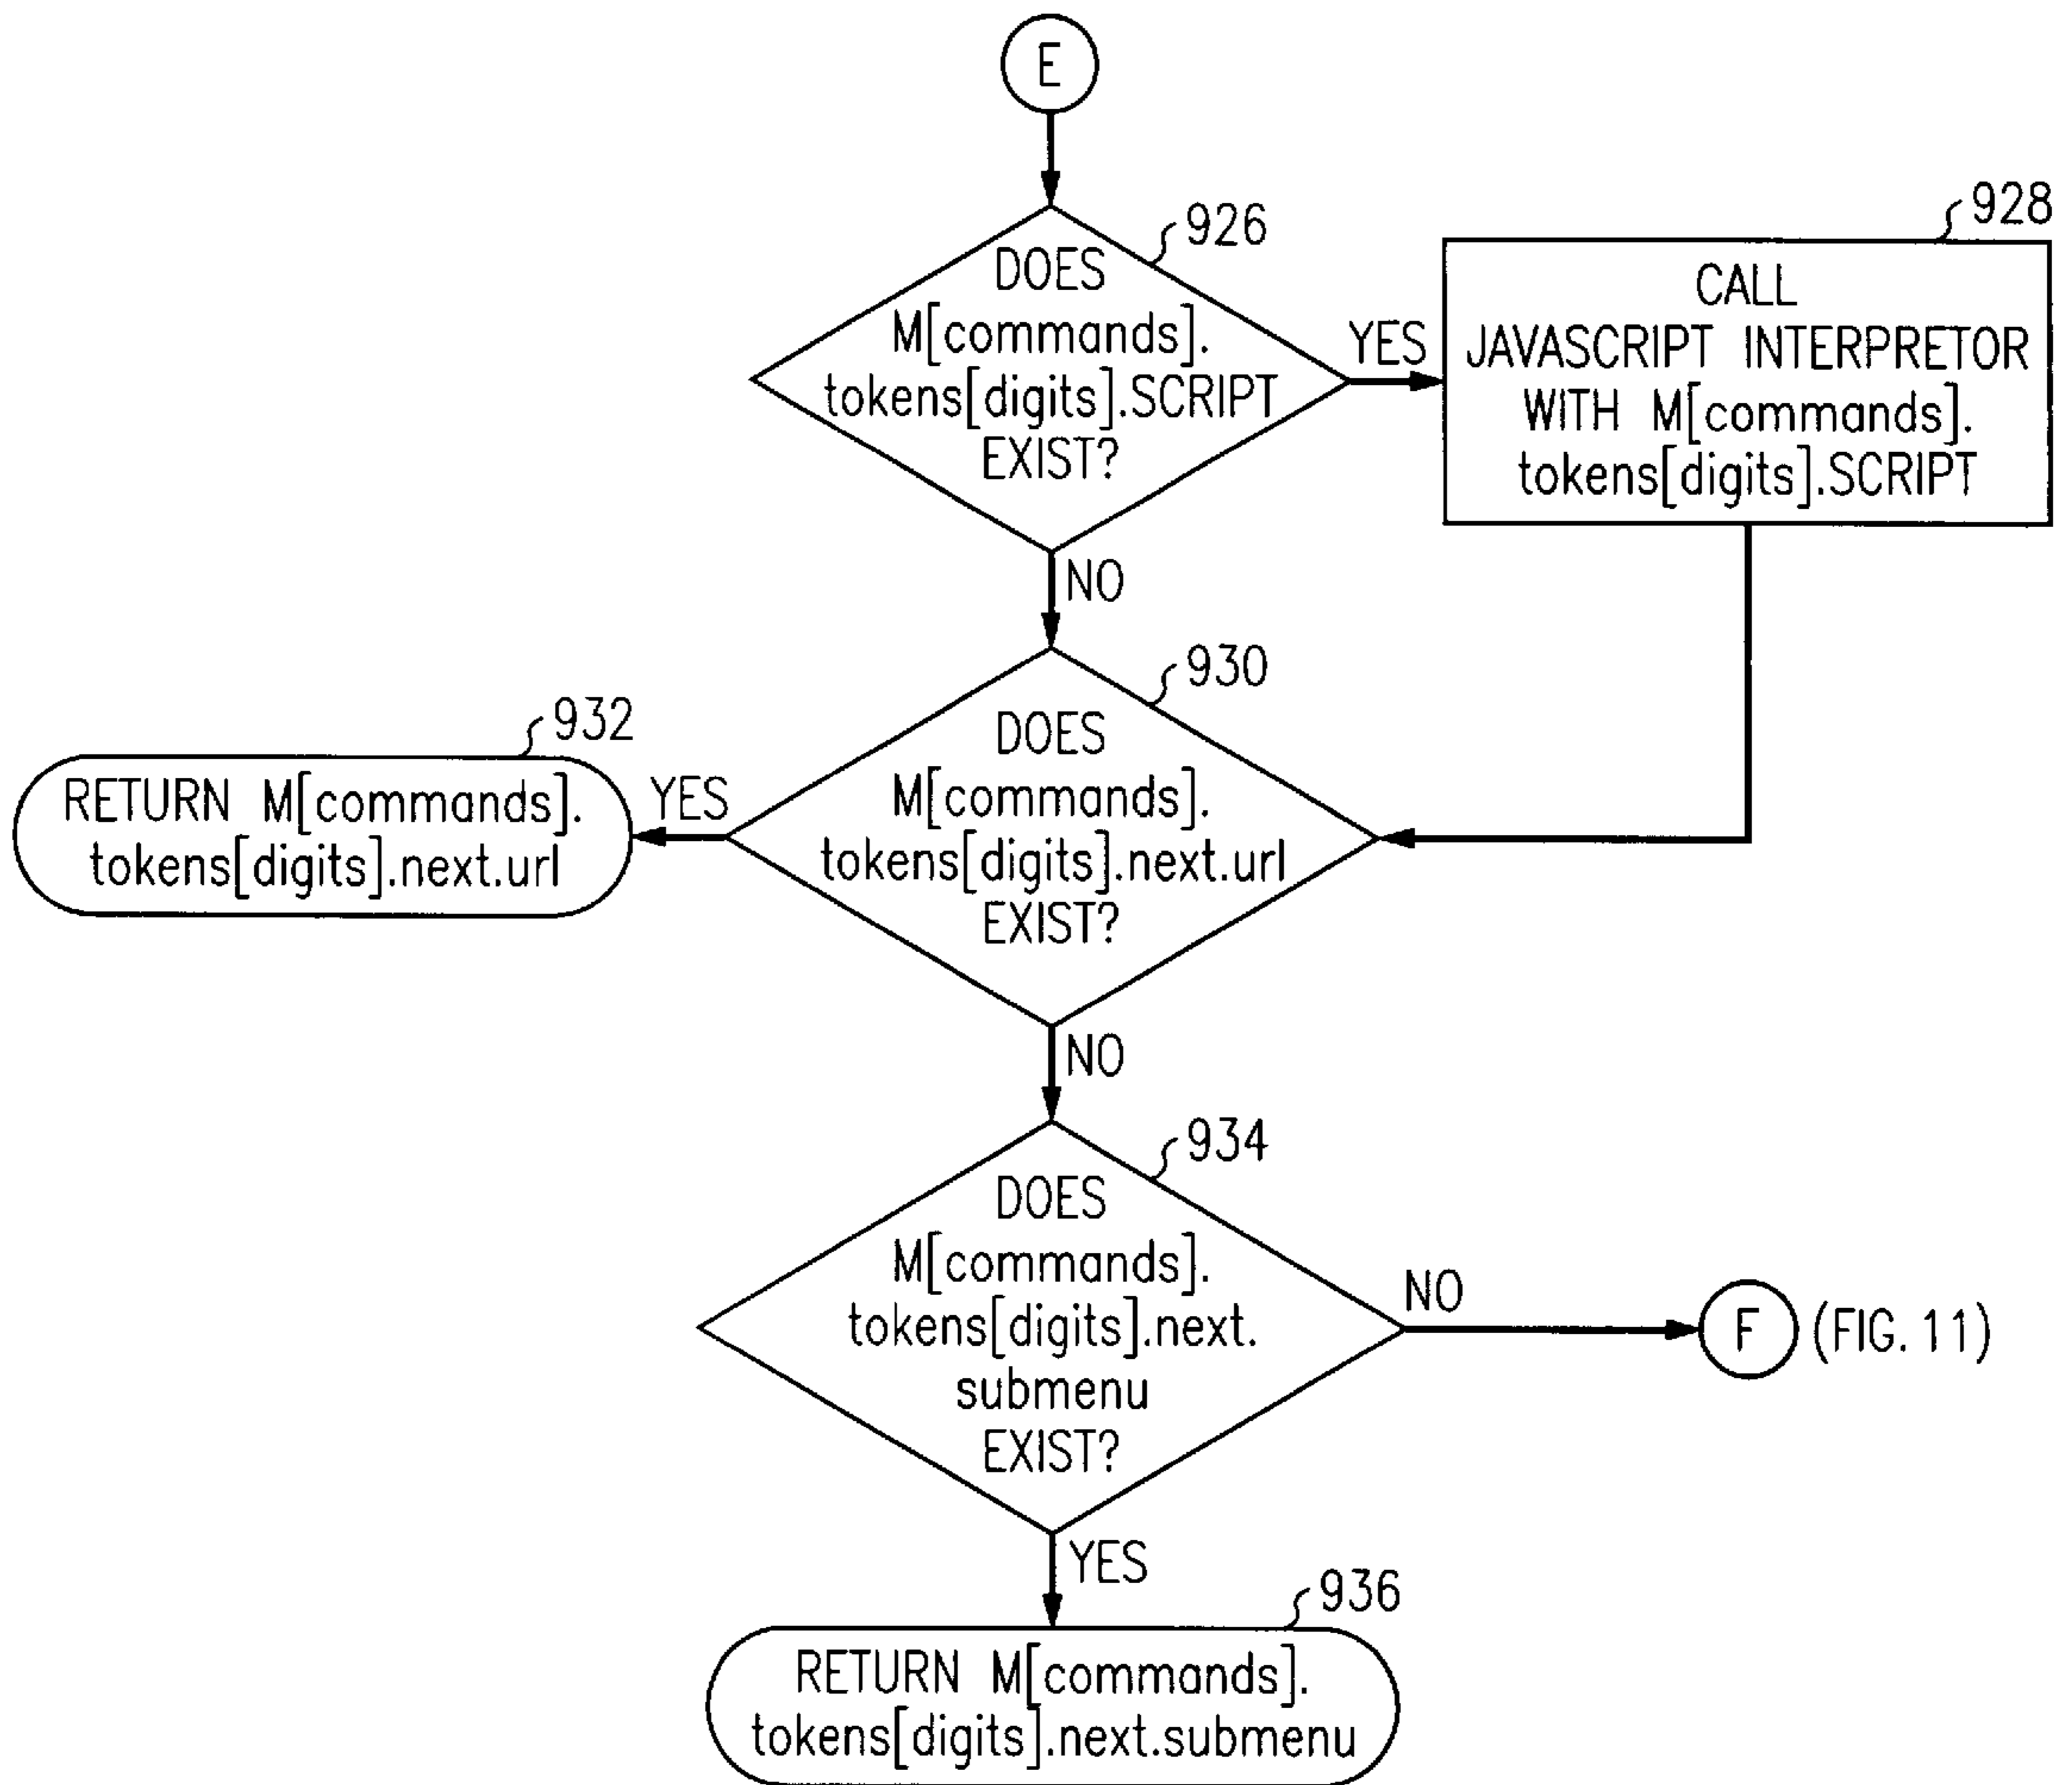 E
926
DOES
M[commands].
tokens[digits].SCRIPT
EXIST?
YES
928
CALL
JAVASCRIPT INTERPRETOR
WITH M[commands].
tokens[digits].SCRIPT
NO
930
DOES
M[commands].
tokens[digits].next.url
EXIST?
YES
932
RETURN M[commands].
tokens[digits].next.url
NO
934
DOES
M[commands].
tokens[digits].next.
submenu
EXIST?
NO
F (FIG. 11)
YES
936
RETURN M[commands].
tokens[digits].next.submenu